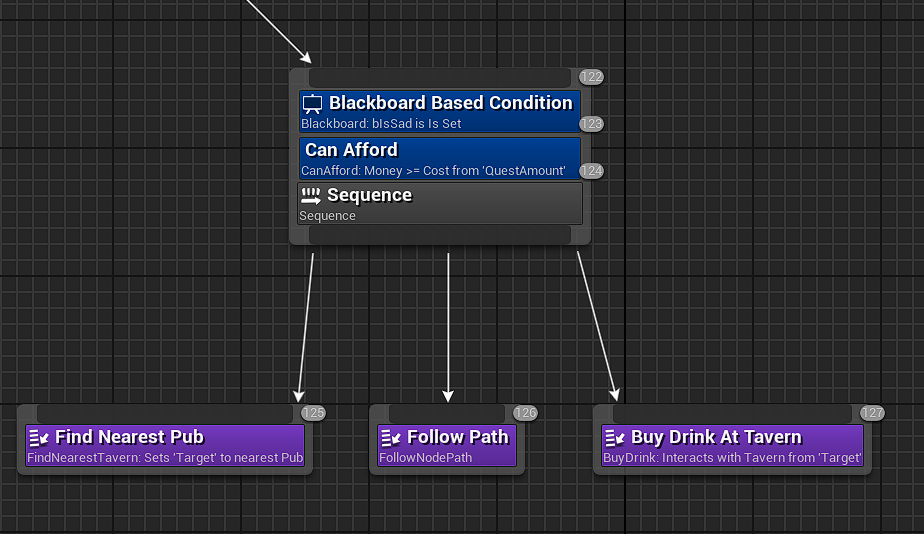 122
Blackboard Based Condition
Blackboard: bIsSad is Is Set
123
Can Afford
CanAfford: Money >= Cost from 'QuestAmount'
124
Sequence
Sequence
125
Find Nearest Pub
FindNearestTavern: Sets 'Target' to nearest Pub
126
Follow Path
FollowNodePath
127
Buy Drink At Tavern
BuyDrink: Interacts with Tavern from 'Target'